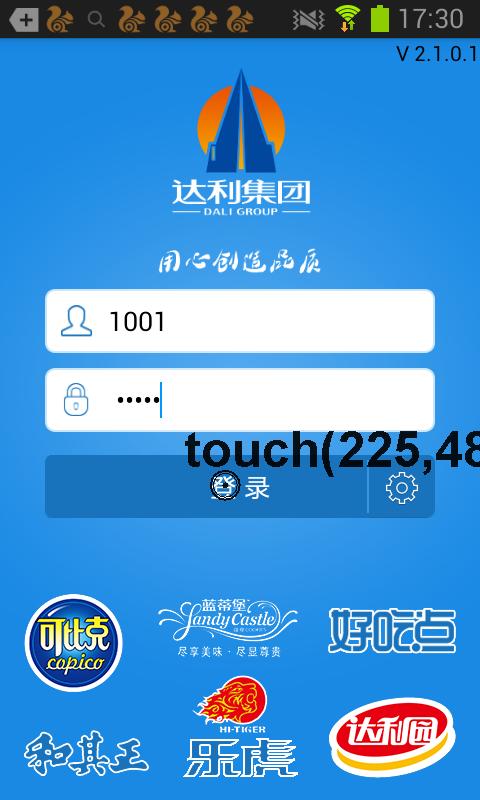 17:30
V 2.1.0.1
达利集团
DALI GROUP
用心创造品质
1001
•••••
touch(225,48
登录
可比克
copico
蓝蒂堡
Landy Castle
尽享美味·尽显尊贵
好吃点
和其正
HI-TIGER
乐虎
达利园